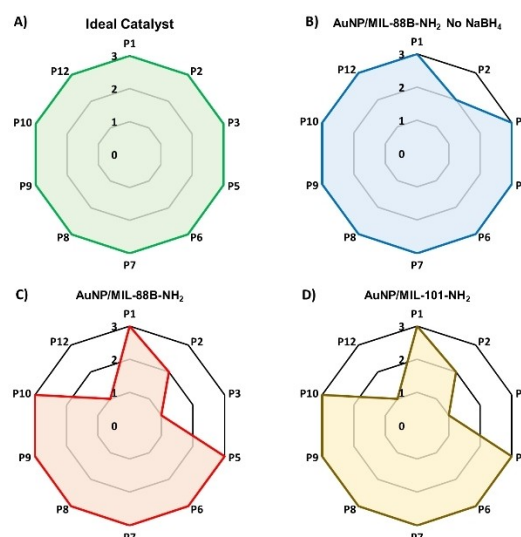 A)
Ideal Catalyst
P1
P2
P3
P5
P6
P7
P8
P9
P10
P12
3
2
1
0
B)
AuNP/MIL-88B-NH₂ No NaBH₄
P1
P2
P
P
P6
P7
P8
P9
P10
P12
3
2
1
0
C)
AuNP/MIL-88B-NH₂
P1
P2
P3
P5
P6
P7
P8
P9
P10
P12
3
2
1
0
D)
AuNP/MIL-101-NH₂
P1
P2
P
P
P6
P7
P8
P9
P10
P12
3
2
1
0